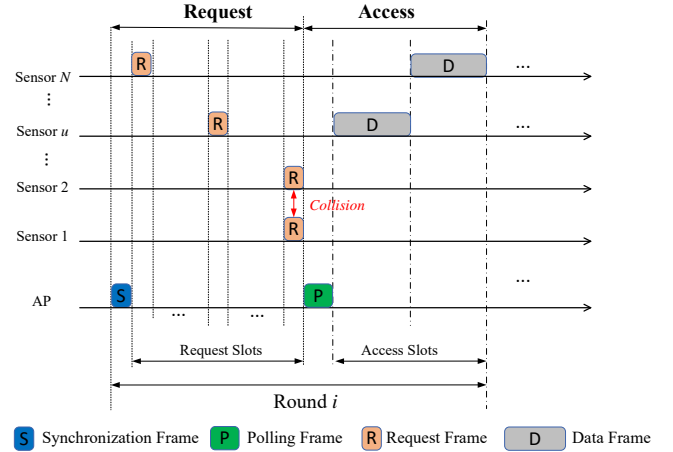 Request Access
Sensor N R D ...
...
Sensor u R D ...
...
Sensor 2 R
Collision
Sensor 1 R
...
AP S P
... ...
Request Slots Access Slots
Round i
S Synchronization Frame P Polling Frame R Request Frame D Data Frame